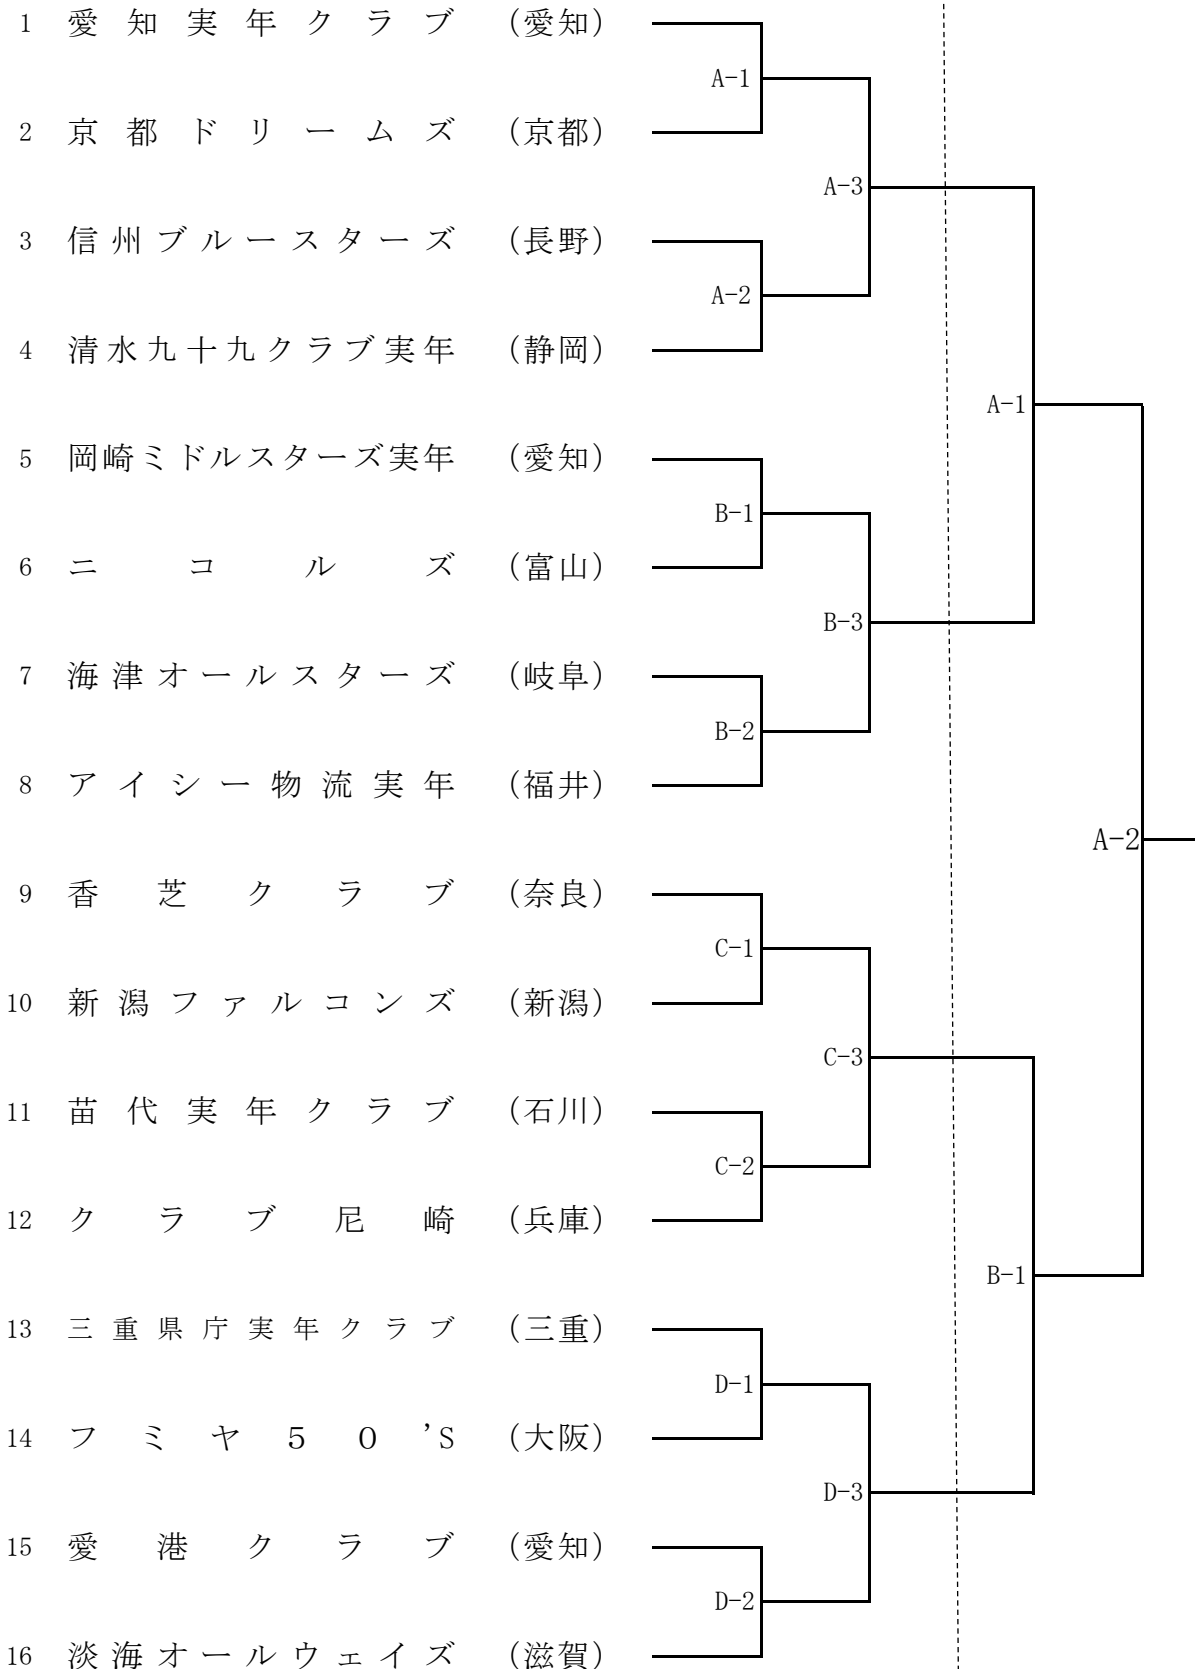 1 愛知実年クラブ (愛知)
A-1
2 京都ドリームズ (京都)
A-3
3 信州ブルースターズ (長野)
A-2
4 清水九十九クラブ実年 (静岡)
A-1
5 岡崎ミドルスターズ実年 (愛知)
B-1
6 ニコルズ (富山)
B-3
7 海津オールスターズ (岐阜)
B-2
8 アイシー物流実年 (福井)
A-2
9 香芝クラブ (奈良)
C-1
10 新潟ファルコンズ (新潟)
C-3
11 苗代実年クラブ (石川)
C-2
12 クラブ尼崎 (兵庫)
B-1
13 三重県庁実年クラブ (三重)
D-1
14 フミヤ50'S (大阪)
D-3
15 愛港クラブ (愛知)
D-2
16 淡海オールウェイズ (滋賀)